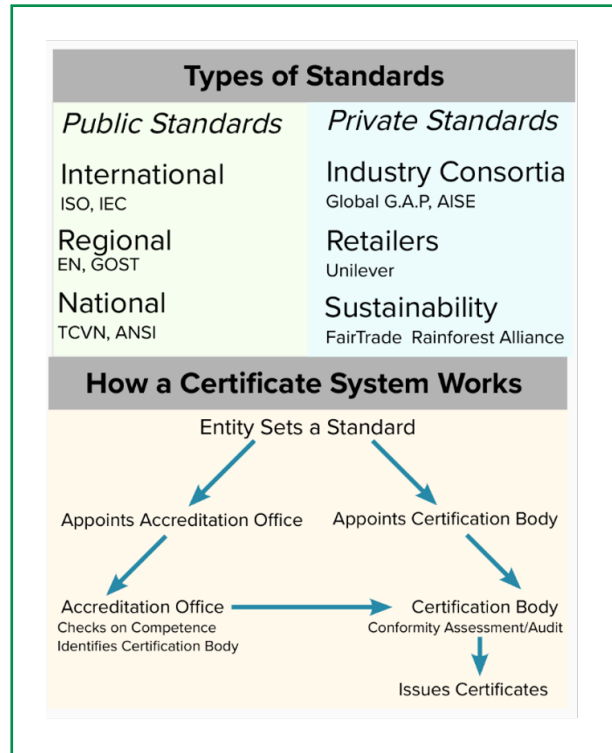 Types of Standards
Public Standards
International
ISO, IEC
Regional
EN, GOST
National
TCVN, ANSI
Private Standards
Industry Consortia
Global G.A.P, AISE
Retailers
Unilever
Sustainability
FairTrade Rainforest Alliance
How a Certificate System Works
Entity Sets a Standard
Appoints Accreditation Office
Appoints Certification Body
Accreditation Office
Checks on Competence
Identifies Certification Body
Certification Body
Conformity Assessment/Audit
Issues Certificates